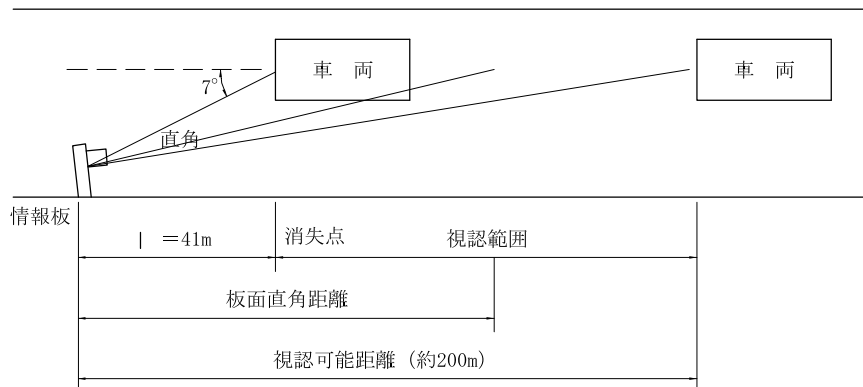 車　両
車　両
7°
直角
情報板
l ＝41m
消失点
視認範囲
板面直角距離
視認可能距離（約200m）